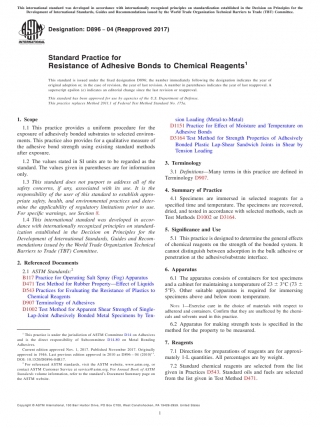 This international standard was developed in accordance with internationally recognized principles on standardization established in the Decision on Principles for the
Development of International Standards, Guides and Recommendations issued by the World Trade Organization Technical Barriers to Trade (TBT) Committee.
Designation: D896 − 04 (Reapproved 2017)
Standard Practice for
Resistance of Adhesive Bonds to Chemical Reagents1
This standard is issued under the fixed designation D896; the number immediately following the designation indicates the year of
original adoption or, in the case of revision, the year of last revision. A number in parentheses indicates the year of last reapproval. A
superscript epsilon (ε) indicates an editorial change since the last revision or reapproval.
This standard has been approved for use by agencies of the U.S. Department of Defense.
This practice replaces Method 2011.1 of Federal Test Method Standard No. 175a.
1. Scope
1.1 This practice provides a uniform procedure for the
exposure of adhesively bonded substrates to selected environ-
ments. This practice also provides for a qualitative measure of
the adhesive bond strength using existing standard methods
after exposure.
1.2 The values stated in SI units are to be regarded as the
standard. The values given in parentheses are for information
only.
1.3 This standard does not purport to address all of the
safety concerns, if any, associated with its use. It is the
responsibility of the user of this standard to establish appro-
priate safety, health, and environmental practices and deter-
mine the applicability of regulatory limitations prior to use.
For specific warnings, see Section 8.
1.4 This international standard was developed in accor-
dance with internationally recognized principles on standard-
ization established in the Decision on Principles for the
Development of International Standards, Guides and Recom-
mendations issued by the World Trade Organization Technical
Barriers to Trade (TBT) Committee.
2. Referenced Documents
2.1 ASTM Standards:2
B117 Practice for Operating Salt Spray (Fog) Apparatus
D471 Test Method for Rubber Property—Effect of Liquids
D543 Practices for Evaluating the Resistance of Plastics to
Chemical Reagents
D907 Terminology of Adhesives
D1002 Test Method for Apparent Shear Strength of Single-
Lap-Joint Adhesively Bonded Metal Specimens by Ten-
1 This practice is under the jurisdiction of ASTM Committee D14 on Adhesives
and is the direct responsibility of Subcommittee D14.80 on Metal Bonding
Adhesives.
Current edition approved Nov. 1, 2017. Published November 2017. Originally
approved in 1946. Last previous edition approved in
2 For referenced ASTM standards, visit the ASTM website, www.astm.org, or
contact ASTM Customer Service at service@astm.org. For Annual Book of ASTM
Standards volume information, refer to the standard's Document Summary page on
the ASTM website.
sion Loading (Metal-to-Metal)
D1151 Practice for Effect of Moisture and Temperature on
Adhesive Bonds
D3164 Test Method for Strength Properties of Adhesively
Bonded Plastic Lap-Shear Sandwich Joints in Shear by
Tension Loading
3. Terminology
3.1 Definitions—Many terms in this practice are defined in
Terminology D907.
4. Summary of Practice
4.1 Specimens are immersed in selected reagents for a
specified time and temperature. The specimens are recovered,
dried, and tested in accordance with selected methods, such as
Test Methods D1002 or D3164.
5. Significance and Use
5.1 This practice is designed to determine the general effects
of chemical reagents on the strength of the bonded system. It
cannot distinguish between adsorption in the bulk adhesive or
penetration at the adhesive/substrate interface.
6. Apparatus
6.1 The apparatus consists of containers for test specimens
and a cabinet for maintaining a temperature of 23 ± 3°C (73 ±
5°F). Other suitable apparatus is required for immersing
specimens above and below room temperature.
NOTE 1—Exercise care in the choice of materials with respect to
adherend and containers. Confirm that they are unaffected by the chemi-
cals and solvents used in this practice.
6.2 Apparatus for making strength tests is specified in the
method for the property to be measured.
7. Reagents
7.1 Directions for preparations of reagents are for approxi-
mately 1-L quantities. All percentages are by weight.
7.2 Standard chemical reagents are selected from the list
given in Practices D543. Standard oils and fuels are selected
from the list given in Test Method D471.
Copyright © ASTM International, 100 Barr Harbor Drive, PO Box C700, West Conshohocken, PA 19428-2959. United States
1